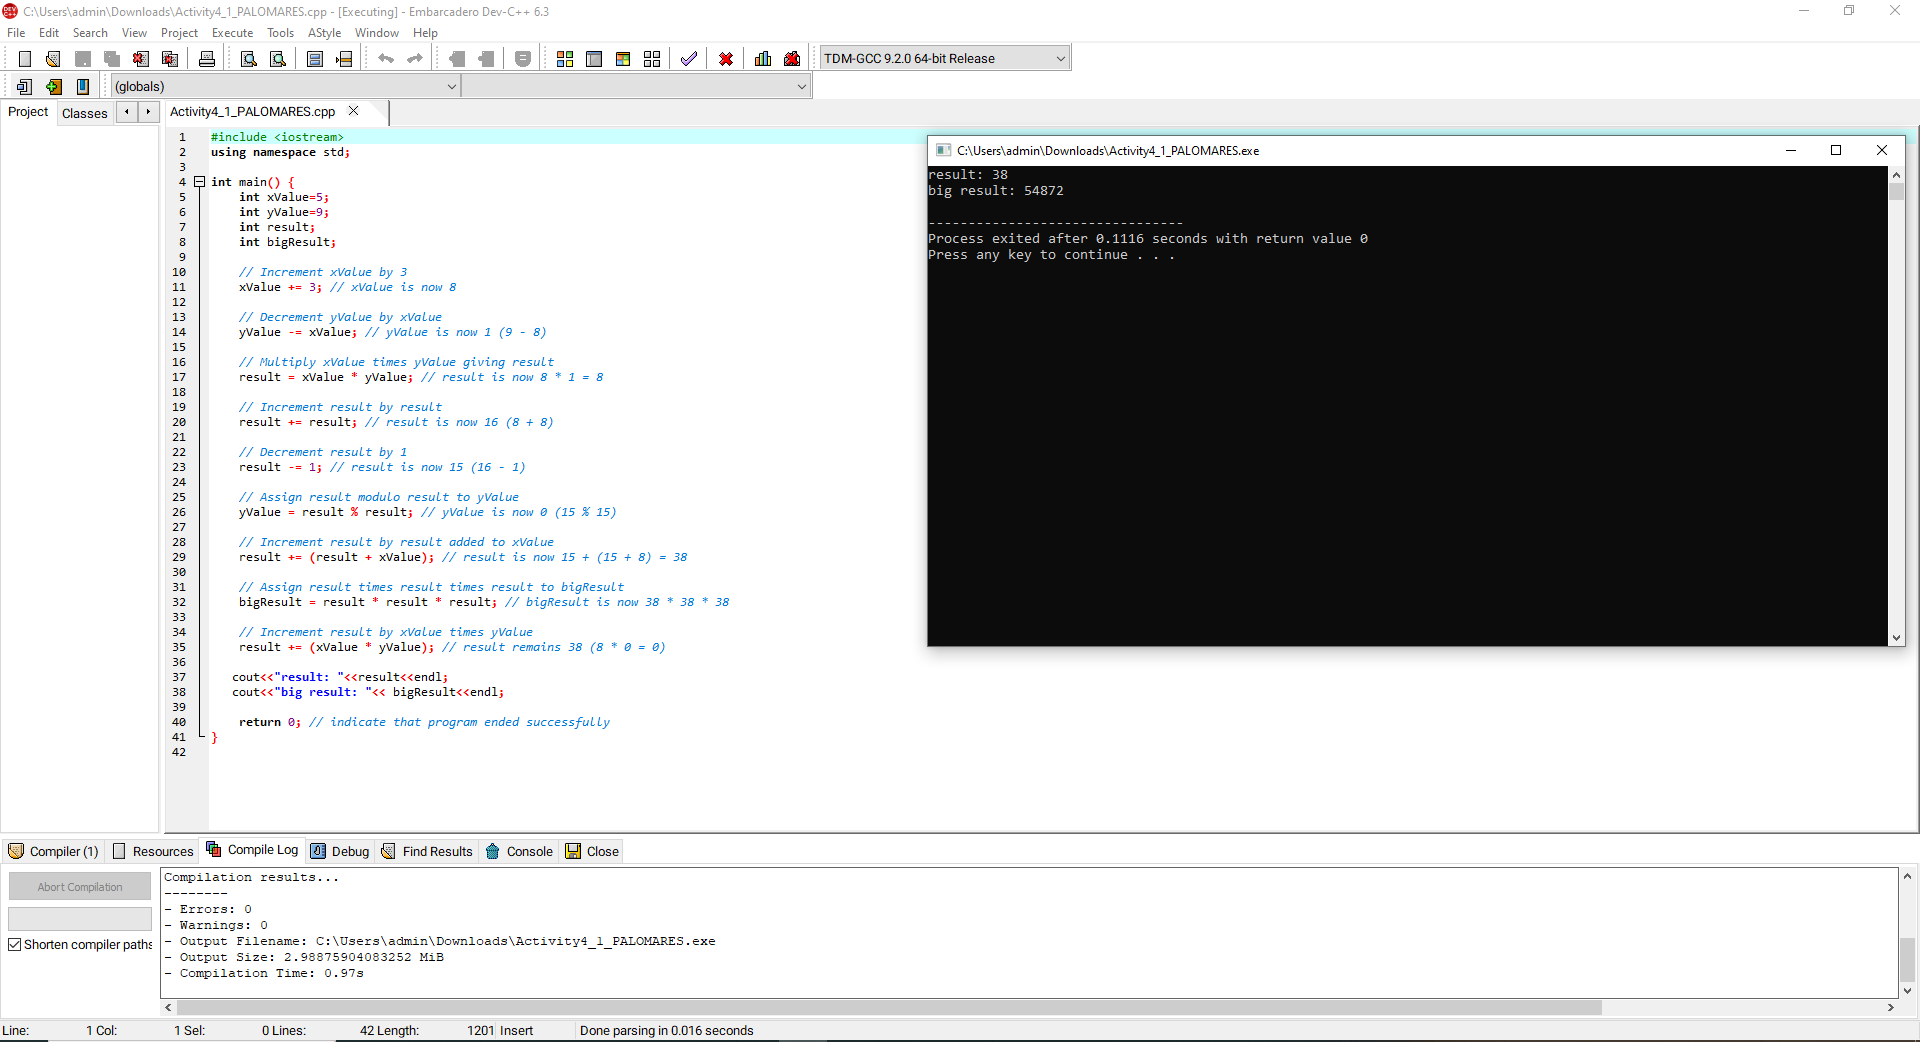 C:\Users\admin\Downloads\Activity4_1_PALOMARES.cpp - [Executing] - Embarcadero Dev-C++ 6.3
File Edit Search View Project Execute Tools AStyle Window Help
TDM-GCC 9.2.0 64-bit Release
(globals)
Project Classes
Activity4_1_PALOMARES.cpp
1 #include <iostream>
2 using namespace std;
3
4 int main() {
5     int xValue=5;
6     int yValue=9;
7     int result;
8     int bigResult;
9
10     // Increment xValue by 3
11     xValue += 3; // xValue is now 8
12
13     // Decrement yValue by xValue
14     yValue -= xValue; // yValue is now 1 (9 - 8)
15
16     // Multiply xValue times yValue giving result
17     result = xValue * yValue; // result is now 8 * 1 = 8
18
19     // Increment result by result
20     result += result; // result is now 16 (8 + 8)
21
22     // Decrement result by 1
23     result -= 1; // result is now 15 (16 - 1)
24
25     // Assign result modulo result to yValue
26     yValue = result % result; // yValue is now 0 (15 % 15)
27
28     // Increment result by result added to xValue
29     result += (result + xValue); // result is now 15 + (15 + 8) = 38
30
31     // Assign result times result times result to bigResult
32     bigResult = result * result * result; // bigResult is now 38 * 38 * 38
33
34     // Increment result by xValue times yValue
35     result += (xValue * yValue); // result remains 38 (8 * 0 = 0)
36
37    cout<<"result: "<<result<<endl;
38    cout<<"big result: "<< bigResult<<endl;
39
40     return 0; // indicate that program ended successfully
41 }
42
C:\Users\admin\Downloads\Activity4_1_PALOMARES.exe
result: 38
big result: 54872
--------------------------------
Process exited after 0.1116 seconds with return value 0
Press any key to continue . . .
Compiler (1) Resources Compile Log Debug Find Results Console Close
Abort Compilation
Shorten compiler paths
Compilation results...
--------
- Errors: 0
- Warnings: 0
- Output Filename: C:\Users\admin\Downloads\Activity4_1_PALOMARES.exe
- Output Size: 2.98875904083252 MiB
- Compilation Time: 0.97s
Line: 1 Col: 1 Sel: 0 Lines: 42 Length: 1201 Insert Done parsing in 0.016 seconds